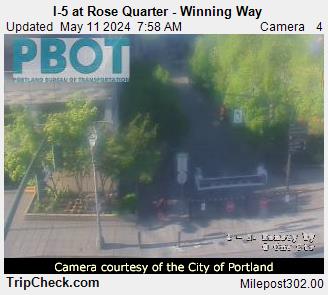 I-5 at Rose Quarter - Winning Way
Updated May 11 2024 7:58 AM Camera 4
PBOT
PORTLAND BUREAU OF TRANSPORTATION
Camera courtesy of the City of Portland
TripCheck.com Milepost302.00